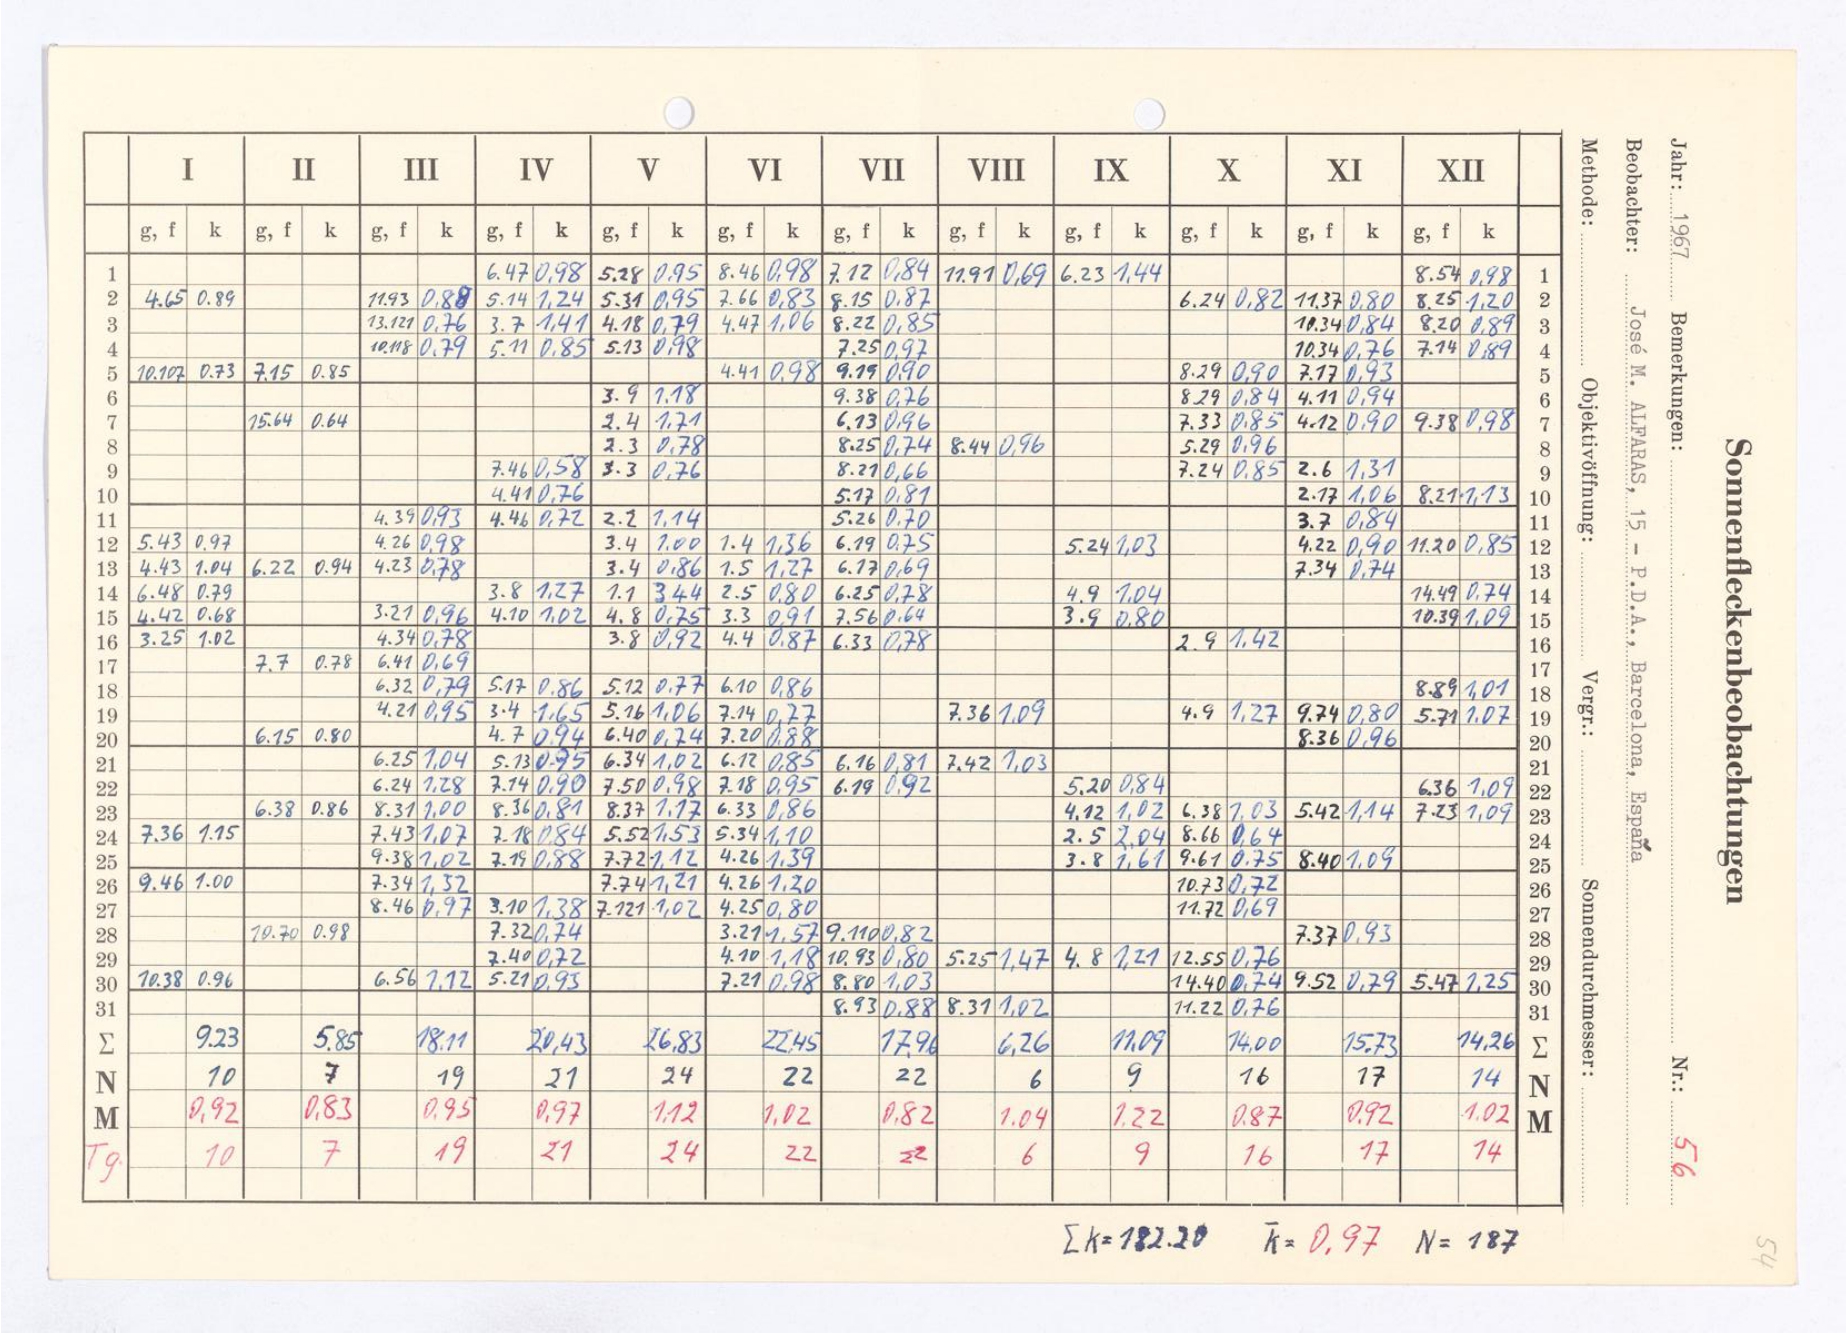 Sonnenfleckenbeobachtungen
Jahr: 1967 Bemerkungen: Nr.: 56
Beobachter: José M. ALFARAS, 15 - P.D.A., Barcelona, España
Methode: Objektivöffnung: Vergr.: Sonnendurchmesser:
I II III IV V VI VII VIII IX X XI XII
g, f k g, f k g, f k g, f k g, f k g, f k g, f k g, f k g, f k g, f k g, f k g, f k
1 6.47 0,98 5.28 0,95 8.46 0,98 7.12 0,84 11.91 0,69 6.23 1,44 8.54 0,98 1
2 4.65 0.89 11.93 0,88 5.14 1,24 5.31 0,95 7.66 0,83 8.15 0,87 6.24 0,82 11.37 0,80 8.25 1,20 2
3 13.121 0,76 3.7 1,41 4.18 0,79 4.47 1,06 8.22 0,85 10.34 0,84 8.20 0,89 3
4 10.118 0,79 5.11 0,85 5.13 0,98 7.25 0,97 10.34 0,76 7.14 0,89 4
5 10.107 0.73 7.15 0.85 4.41 0,98 9.19 0,90 8.29 0,90 7.17 0,93 5
6 3.9 1.18 9.38 0,76 8.29 0,84 4.11 0,94 6
7 15.64 0.64 2.4 1,71 6.13 0,96 7.33 0,85 4.12 0,90 9.38 0,98 7
8 2.3 0,78 8.25 0,74 8.44 0,96 5.29 0,96 8
9 7.46 0,58 3.3 0,76 8.21 0,66 7.24 0,85 2.6 1,31 9
10 4.41 0,76 5.17 0,81 2.17 1,06 8.21 1,13 10
11 4.39 0,93 4.46 0,72 2.2 1,14 5.26 0,70 3.7 0,84 11
12 5.43 0.97 4.26 0,98 3.4 1.00 1.4 1,36 6.19 0.75 5.24 1,03 4.22 0,90 11.20 0,85 12
13 4.43 1.04 6.22 0.94 4.23 0,78 3.4 0,86 1.5 1,27 6.17 0,69 7.34 0,74 13
14 6.48 0.79 3.8 1,27 1.1 3.44 2.5 0,80 6.25 0,78 4.9 1,04 14.49 0,74 14
15 4.42 0.68 3.21 0,96 4.10 1,02 4.8 0,75 3.3 0,91 7.56 0.64 3.9 0,80 10.39 1,09 15
16 3.25 1.02 4.34 0,78 3.8 0,92 4.4 0,87 6.33 0,78 2.9 1,42 16
17 7.7 0.78 6.41 0,69 17
18 6.32 0,79 5.17 0.86 5.12 0,77 6.10 0,86 8.89 1,01 18
19 4.21 0,95 3.4 1,65 5.16 1,06 7.14 0,77 7.36 1,09 4.9 1,27 9.74 0,80 5.71 1.07 19
20 6.15 0.80 4.7 0,94 6.40 0,74 7.20 0,88 8.36 0,96 20
21 6.25 1,04 5.13 0.95 6.34 1,02 6.12 0,85 6.16 0,81 7.42 1,03 21
22 6.24 1,28 7.14 0,90 7.50 0,98 7.18 0,95 6.19 0,92 5.20 0,84 6.36 1,09 22
23 6.38 0.86 8.31 1,00 8.36 0,81 8.37 1,17 6.33 0,86 4.12 1,02 6.38 1,03 5.42 1,14 7.23 1,09 23
24 7.36 1.15 7.43 1,07 7.18 0,84 5.52 1,53 5.34 1,10 2.5 2,04 8.66 0,64 24
25 9.38 1,02 7.19 0,88 7.72 1,12 4.26 1,39 3.8 1,61 9.61 0.75 8.40 1,09 25
26 9.46 1.00 7.34 1,32 7.74 1,21 4.26 1,20 10.73 0,72 26
27 8.46 0,97 3.10 1,38 7.121 1,02 4.25 0,80 11.72 0,69 27
28 10.70 0.98 7.32 0,74 3.21 1,57 9.110 0,82 7.37 0,93 28
29 7.40 0,72 4.10 1,18 10.93 0,80 5.25 1,47 4.8 1,21 12.55 0,76 29
30 10.38 0.96 6.56 1,12 5.21 0,93 7.21 0,98 8.80 1,03 14.40 0,74 9.52 0,79 5.47 1,25 30
31 8.93 0,88 8.31 1,02 11.22 0,76 31
Σ 9.23 5.85 18.11 20,43 26,83 22,45 17,96 6,26 11,09 14,00 15.73 14,26 Σ
N 10 7 19 21 24 22 22 6 9 16 17 14 N
M 0,92 0,83 0,95 0,97 1,12 1,02 0,82 1.04 1.22 0.87 0,92 1.02 M
Tg. 10 7 19 21 24 22 22 6 9 16 17 14
Σk = 182.20 k̄ = 0,97 N = 187
54